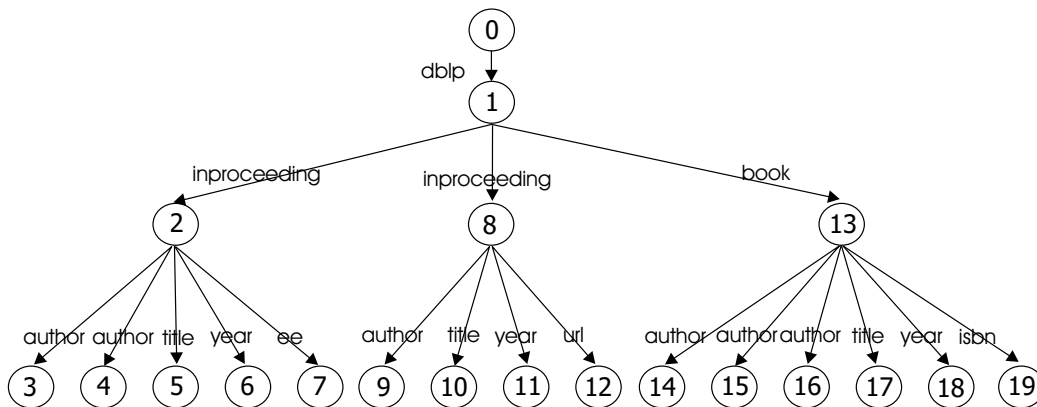 0
dblp
1
inproceeding inproceeding book
2 8 13
author author title year ee author title year url author author author title year isbn
3 4 5 6 7 9 10 11 12 14 15 16 17 18 19